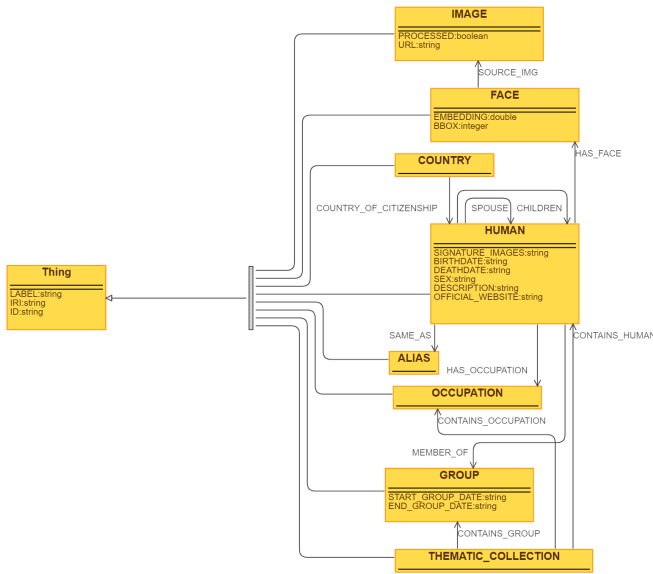 IMAGE
PROCESSED:boolean
URL:string
SOURCE_IMG
FACE
EMBEDDING:double
BBOX:integer
HAS_FACE
COUNTRY
COUNTRY_OF_CITIZENSHIP
SPOUSE
CHILDREN
HUMAN
SIGNATURE_IMAGES:string
BIRTHDATE:string
DEATHDATE:string
SEX:string
DESCRIPTION:string
OFFICIAL_WEBSITE:string
Thing
LABEL:string
IRI:string
ID:string
SAME_AS
CONTAINS_HUMAN
ALIAS
HAS_OCCUPATION
OCCUPATION
CONTAINS_OCCUPATION
MEMBER_OF
GROUP
START_GROUP_DATE:string
END_GROUP_DATE:string
CONTAINS_GROUP
THEMATIC_COLLECTION